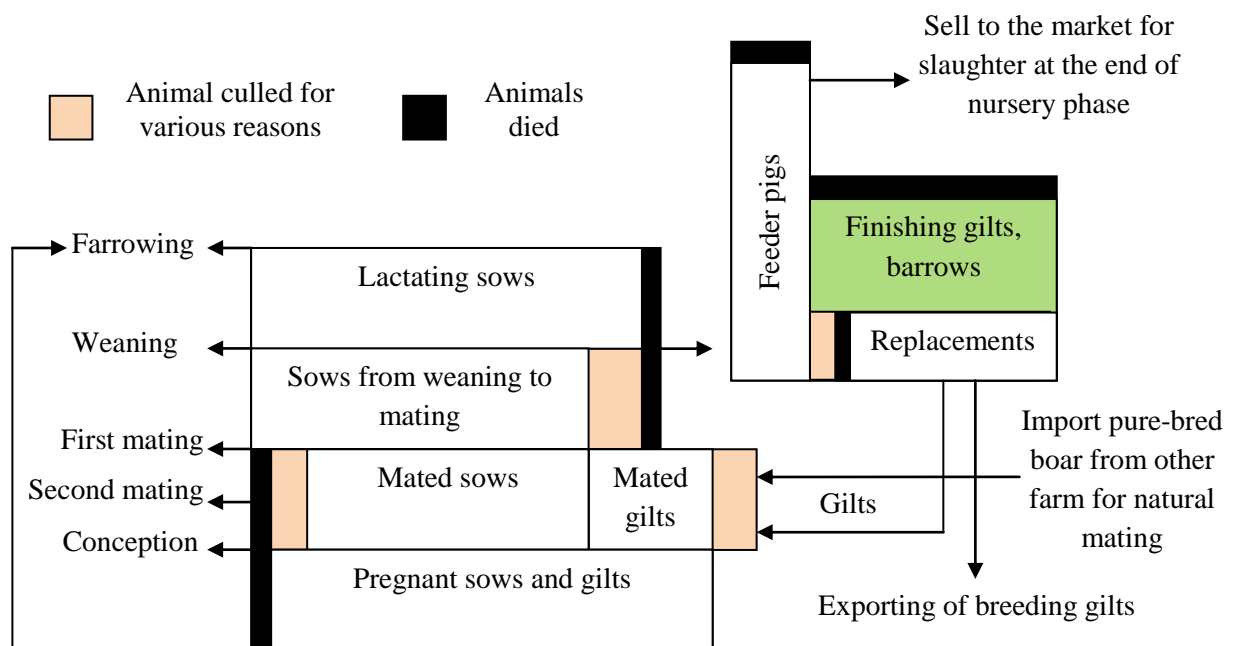 Sell to the market for
slaughter at the end of
nursery phase
Animal culled for
various reasons
Animals
died
Feeder pigs
Finishing gilts,
barrows
Replacements
Farrowing
Lactating sows
Weaning
Sows from weaning to
mating
First mating
Second mating
Conception
Mated sows
Mated
gilts
Gilts
Import pure-bred
boar from other
farm for natural
mating
Pregnant sows and gilts
Exporting of breeding gilts